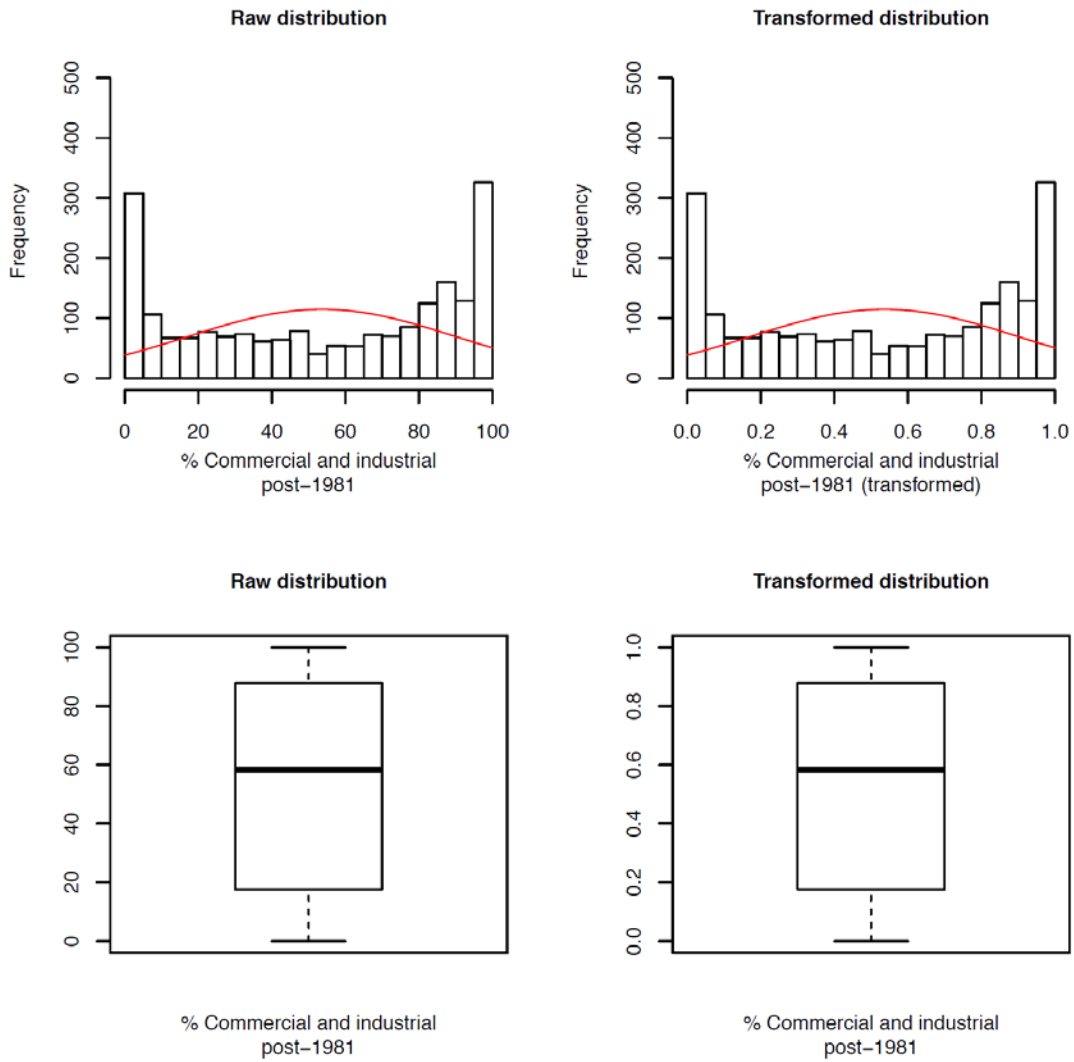 Raw distribution
Frequency
0
100
200
300
400
500
0 20 40 60 80 100
% Commercial and industrial
post−1981
Transformed distribution
Frequency
0
100
200
300
400
500
0.0 0.2 0.4 0.6 0.8 1.0
% Commercial and industrial
post−1981 (transformed)
Raw distribution
0
20
40
60
80
100
% Commercial and industrial
post−1981
Transformed distribution
0.0
0.2
0.4
0.6
0.8
1.0
% Commercial and industrial
post−1981